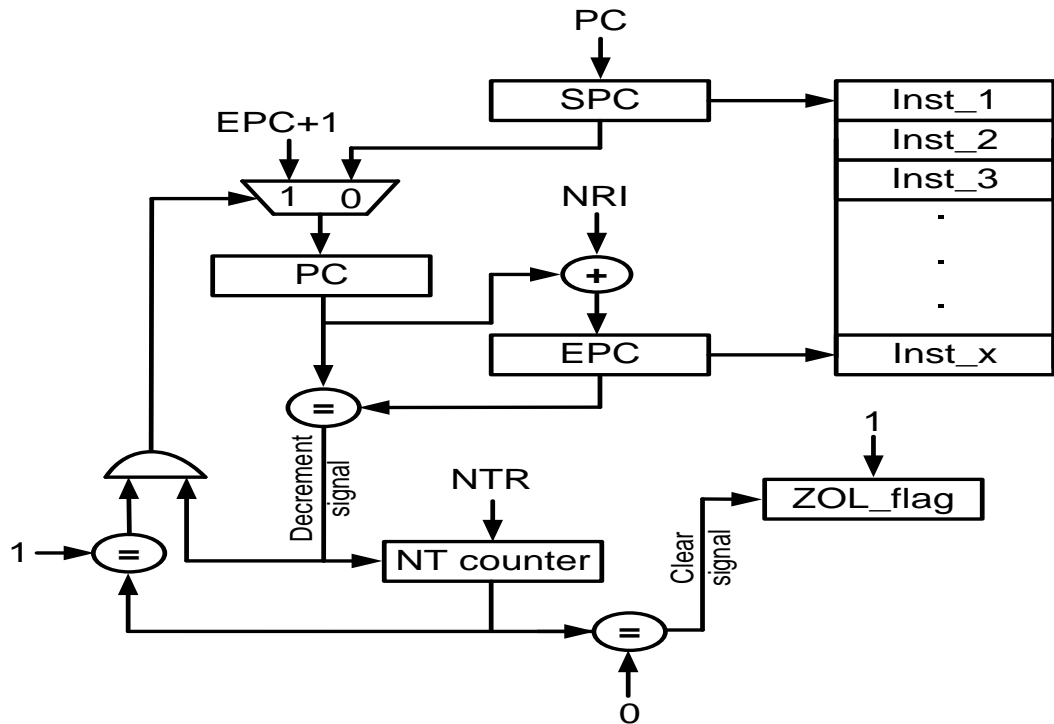 PC
SPC
Inst_1
EPC+1
Inst_2
1 0
NRI
Inst_3
.
PC
+
.
.
EPC
Inst_x
=
1
Decrement
signal
NTR
ZOL_flag
1
=
NT counter
Clear
signal
=
0